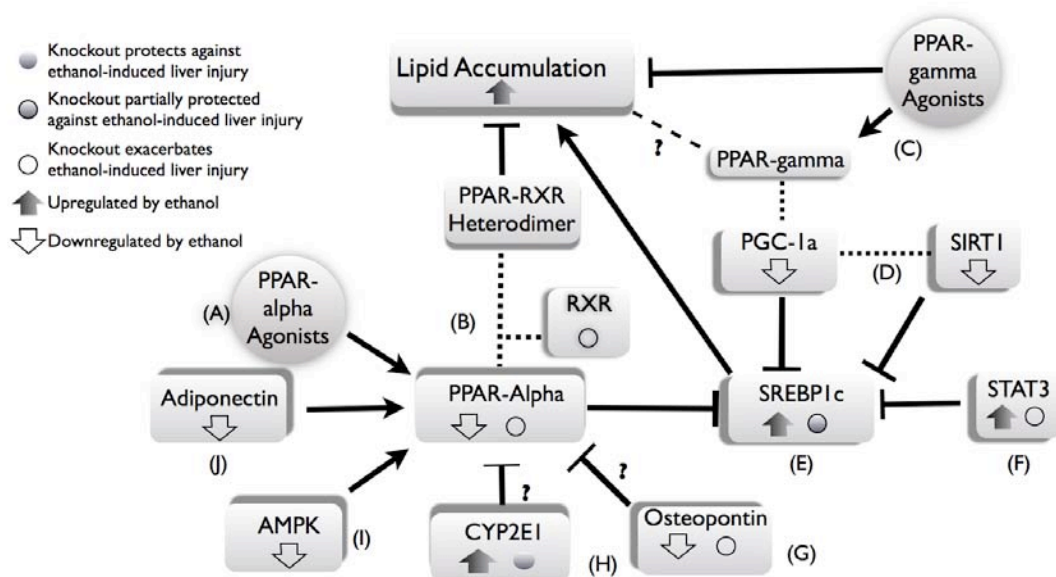 Knockout protects against
ethanol-induced liver injury
Knockout partially protected
against ethanol-induced liver injury
Knockout exacerbates
ethanol-induced liver injury
Upregulated by ethanol
Downregulated by ethanol
Lipid Accumulation
PPAR-
gamma
Agonists
(C)
?
PPAR-gamma
PPAR-RXR
Heterodimer
PGC-1a
(D)
SIRT1
(A)
PPAR-
alpha
Agonists
(B)
RXR
Adiponectin
(J)
PPAR-Alpha
SREBP1c
(E)
STAT3
(F)
AMPK
(I)
?
CYP2E1
(H)
?
Osteopontin
(G)